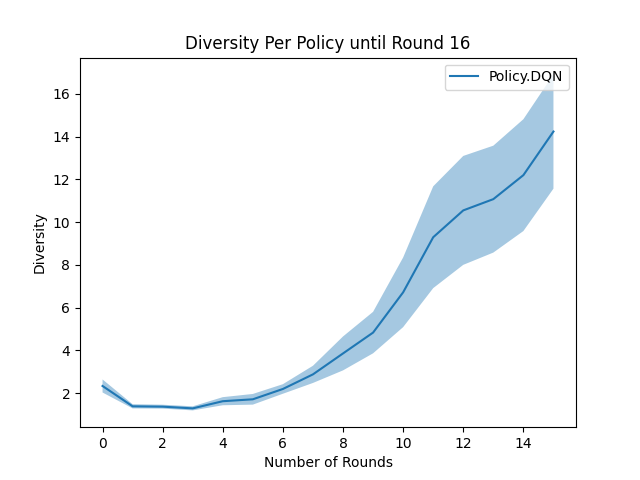 Diversity Per Policy until Round 16
Policy.DQN
Diversity
16
14
12
10
8
6
4
2
0 2 4 6 8 10 12 14
Number of Rounds